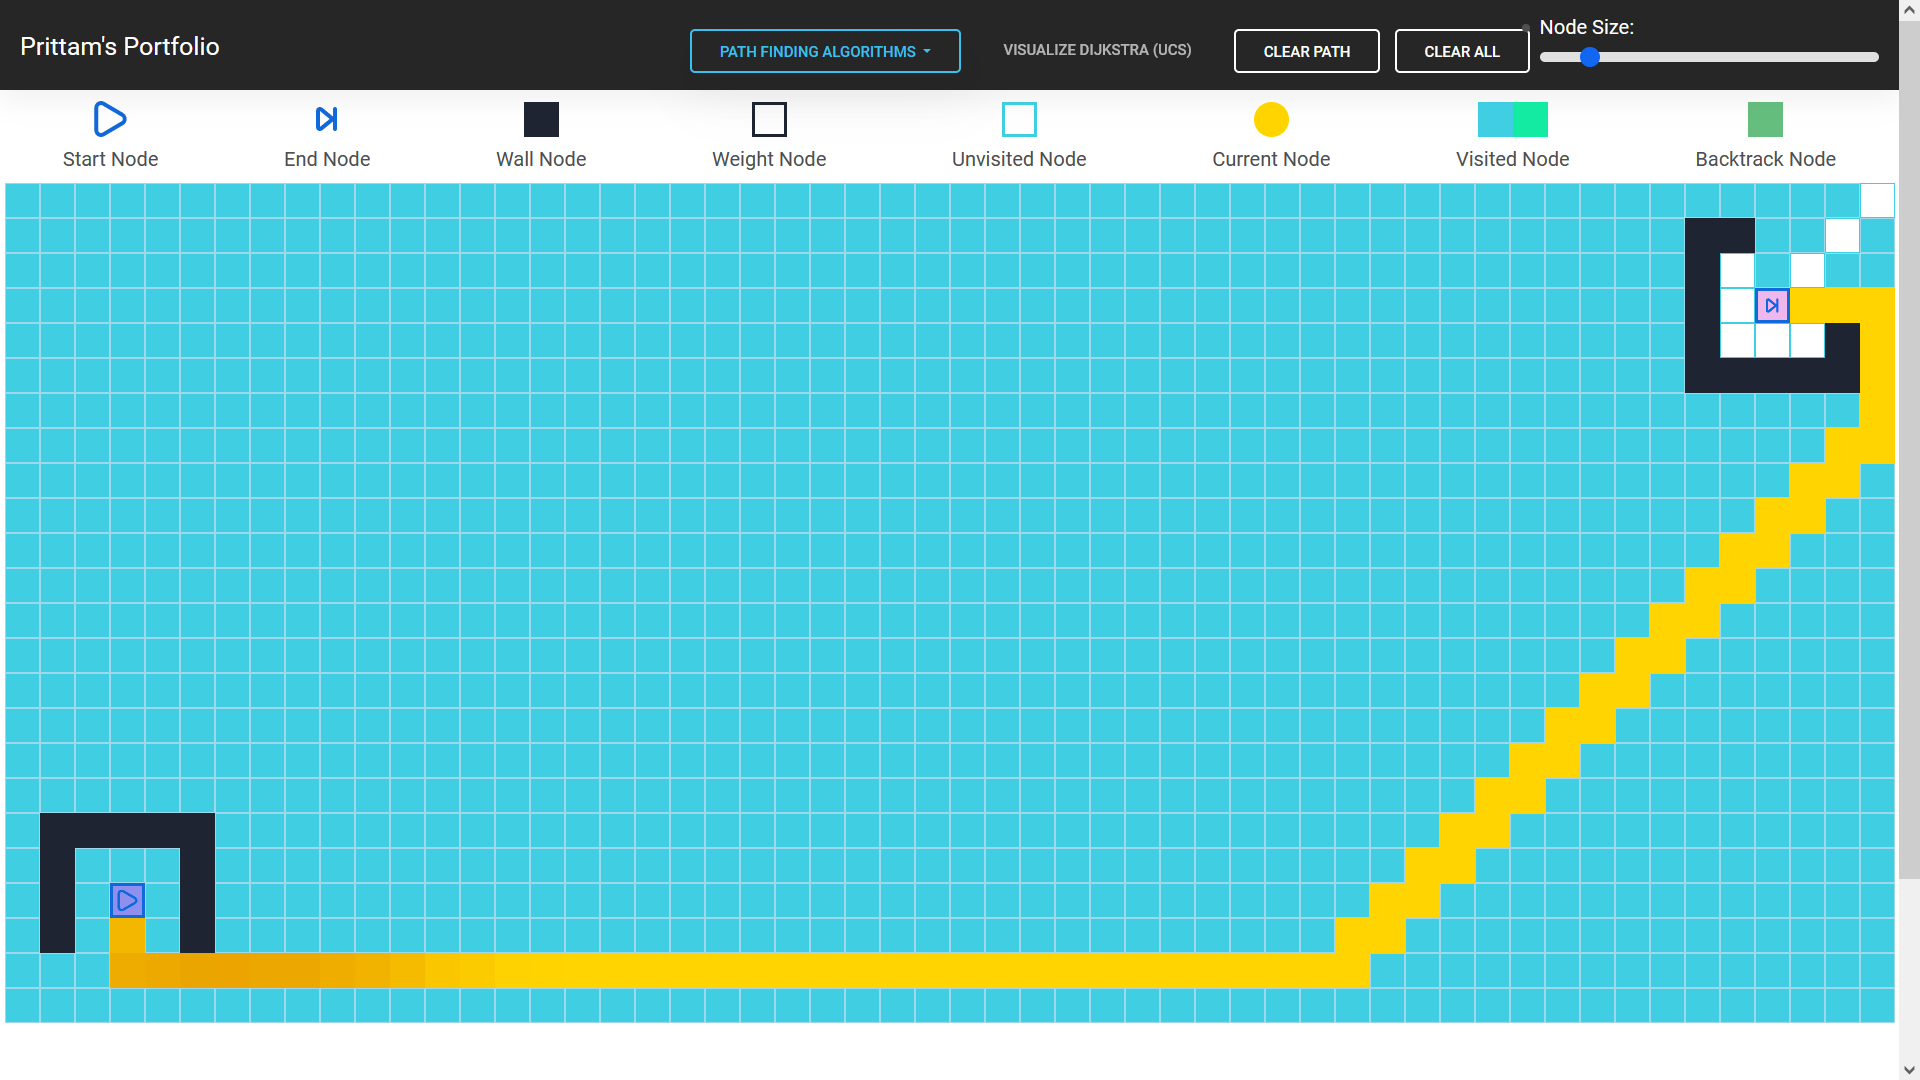 Prittam's Portfolio
PATH FINDING ALGORITHMS
VISUALIZE DIJKSTRA (UCS)
CLEAR PATH
CLEAR ALL
Node Size:
Start Node
End Node
Wall Node
Weight Node
Unvisited Node
Current Node
Visited Node
Backtrack Node